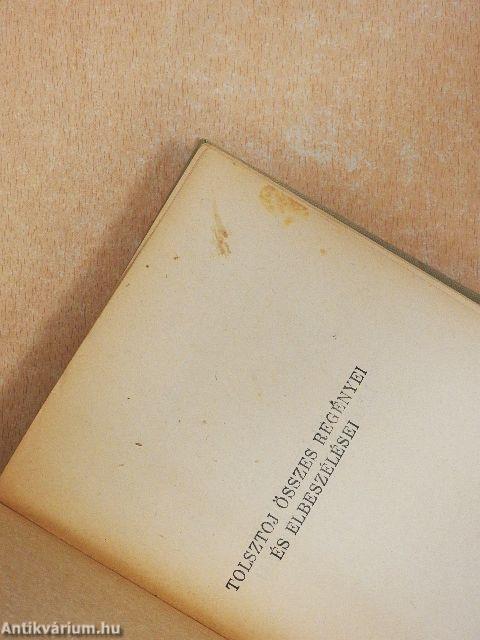 TOLSZTOJ ÖSSZES REGÉNYEI
ÉS ELBESZÉLÉSEI
Antikvárium.hu